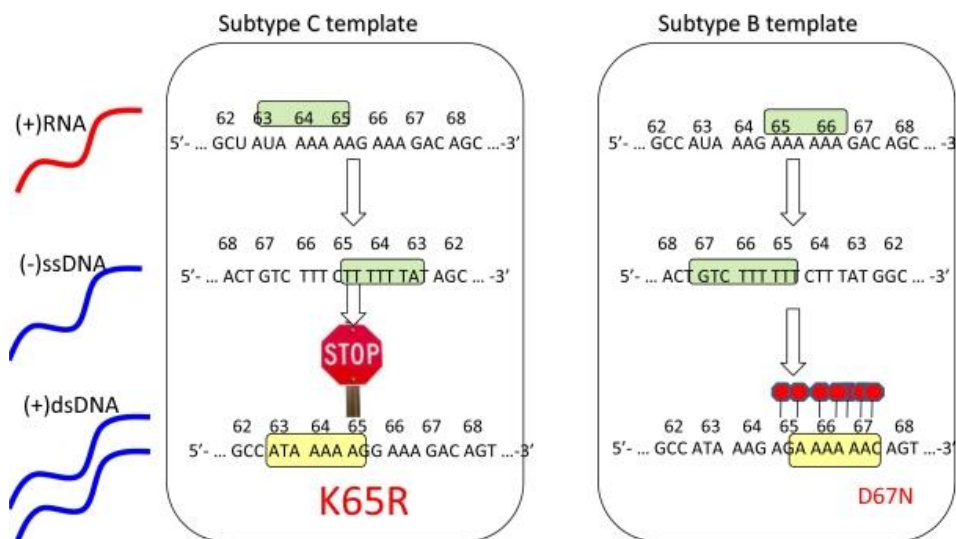 Subtype C template
Subtype B template
(+)RNA
62 63 64 65 66 67 68
5’- ... GCU AUA AAA AAG AAA GAC AGC ... -3’
62 63 64 65 66 67 68
5’- ... GCC AUA AAG AAA AAA GAC AGC ... -3’
(-)ssDNA
68 67 66 65 64 63 62
5’- ... ACT GTC TTT CTT TTT TAT AGC ... -3’
68 67 66 65 64 63 62
5’- ... ACT GTC TTT TTT CTT TAT GGC ... -3’
STOP
(+)dsDNA
62 63 64 65 66 67 68
5’- ... GCC ATA AAA AGG AAA GAC AGT ...-3’
62 63 64 65 66 67 68
5’- ... GCC ATA AAG AGA AAA AAC AGT ...-3’
K65R
D67N